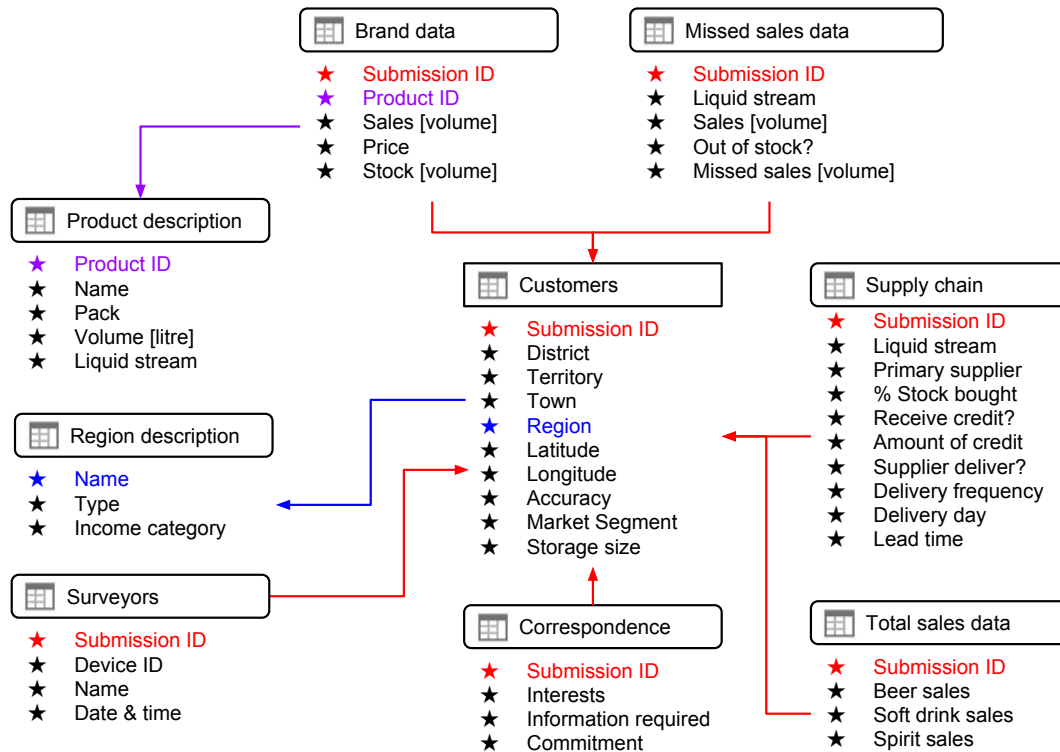 Brand data
Submission ID
Product ID
Sales [volume]
Price
Stock [volume]
Missed sales data
Submission ID
Liquid stream
Sales [volume]
Out of stock?
Missed sales [volume]
Product description
Product ID
Name
Pack
Volume [litre]
Liquid stream
Customers
Submission ID
District
Territory
Town
Region
Latitude
Longitude
Accuracy
Market Segment
Storage size
Supply chain
Submission ID
Liquid stream
Primary supplier
% Stock bought
Receive credit?
Amount of credit
Supplier deliver?
Delivery frequency
Delivery day
Lead time
Region description
Name
Type
Income category
Surveyors
Submission ID
Device ID
Name
Date & time
Correspondence
Submission ID
Interests
Information required
Commitment
Total sales data
Submission ID
Beer sales
Soft drink sales
Spirit sales